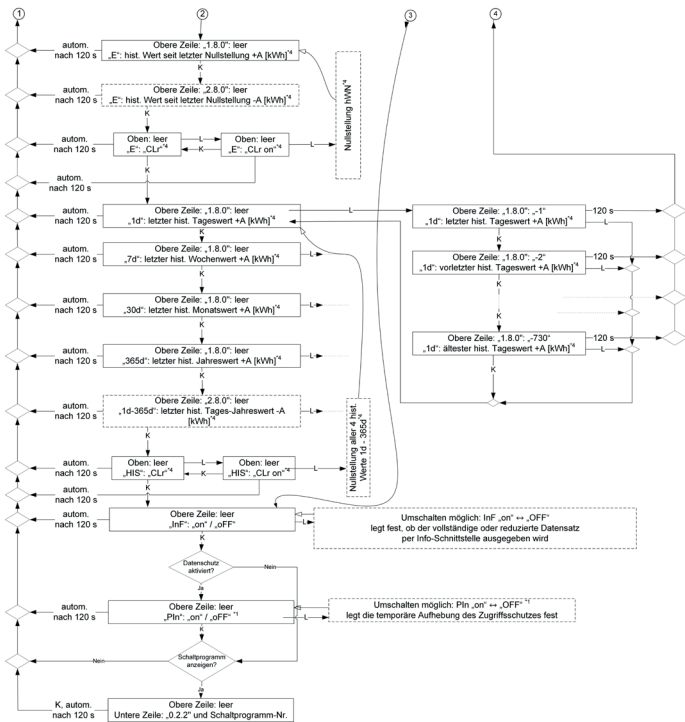 1
2
3
4
autom.
nach 120 s
Obere Zeile: „1.8.0": leer
„E": hist. Wert seit letzter Nullstellung +A [kWh]*4
K
autom.
nach 120 s
Obere Zeile: „2.8.0": leer
„E": hist. Wert seit letzter Nullstellung -A [kWh]*4
Nullstellung hWN*4
K
autom.
nach 120 s
Oben: leer
„E": „CLr"*4
L
K
Oben: leer
„E": „CLr on"*4
L
autom.
nach 120 s
K
autom.
nach 120 s
Obere Zeile: „1.8.0": leer
„1d": letzter hist. Tageswert +A [kWh]*4
L
Obere Zeile: „1.8.0": „-1"
„1d": letzter hist. Tageswert +A [kWh]*4
120 s
L
K
K
autom.
nach 120 s
Obere Zeile: „1.8.0": leer
„7d": letzter hist. Wochenwert +A [kWh]*4
L
Obere Zeile: „1.8.0": „-2"
„1d": vorletzter hist. Tageswert +A [kWh]*4
120 s
L
K
K
autom.
nach 120 s
Obere Zeile: „1.8.0": leer
„30d": letzter hist. Monatswert +A [kWh]*4
L
K
K
autom.
nach 120 s
Obere Zeile: „1.8.0": leer
„365d": letzter hist. Jahreswert +A [kWh]*4
L
Obere Zeile: „1.8.0": „-730"
„1d": ältester hist. Tageswert +A [kWh]*4
120 s
L
K
K
autom.
nach 120 s
Obere Zeile: „2.8.0": leer
„1d-365d": letzter hist. Tages-Jahreswert -A
[kWh]*4
L
Nullstellung aller 4 hist.
Werte 1d - 365d*4
K
autom.
nach 120 s
Oben: leer
„HIS": „CLr"*4
L
K
Oben: leer
„HIS": „CLr on"*4
L
autom.
nach 120 s
K
autom.
nach 120 s
Obere Zeile: leer
„InF": „on" / „oFF"
L
Umschalten möglich: InF „on" ↔ „OFF"
legt fest, ob der vollständige oder reduzierte Datensatz
per Info-Schnittstelle ausgegeben wird
K
Datenschutz
aktiviert?
Nein
Ja
autom.
nach 120 s
Obere Zeile: leer
„PIn": „on" / „oFF" *1
L
Umschalten möglich: PIn „on" ↔ „OFF" *1
legt die temporäre Aufhebung des Zugriffsschutzes fest
K
Schaltprogramm
anzeigen?
Nein
Ja
K, autom.
nach 120 s
Obere Zeile: leer
Untere Zeile: „0.2.2" und Schaltprogramm-Nr.